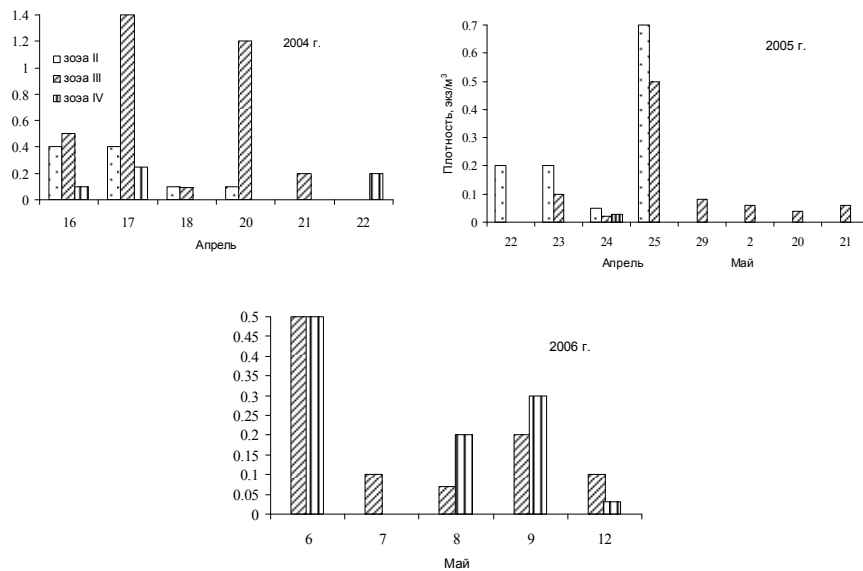 2004 г.
зоэа II
зоэа III
зоэа IV
1.4
1.2
1
0.8
0.6
0.4
0.2
0
16 17 18 20 21 22
Апрель
2005 г.
Плотность, экз/м³
0.7
0.6
0.5
0.4
0.3
0.2
0.1
0
22 23 24 25 29 2 20 21
Апрель Май
2006 г.
0.5
0.45
0.4
0.35
0.3
0.25
0.2
0.15
0.1
0.05
0
6 7 8 9 12
Май